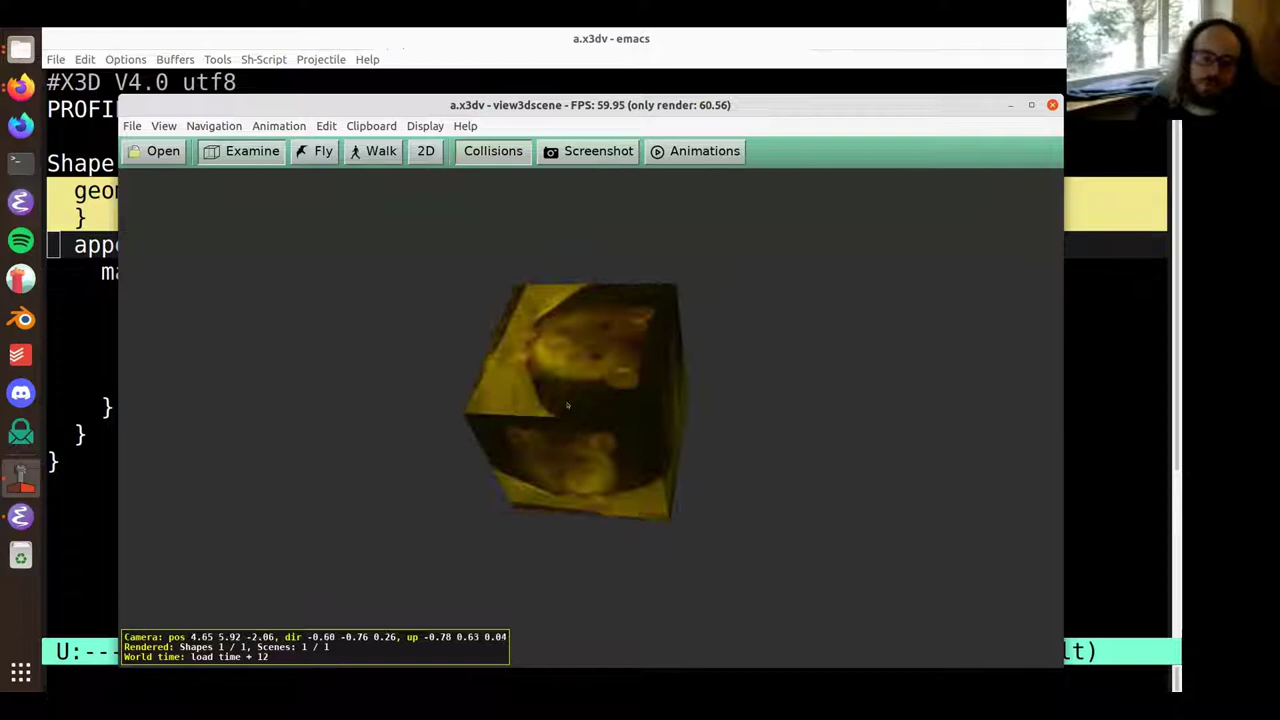 a.x3dv - emacs
File Edit Options Buffers Tools Sh-Script Projectile Help
#X3D V4.0 utf8
PROFI
a.x3dv - view3dscene - FPS: 59.95 (only render: 60.56)
File View Navigation Animation Edit Clipboard Display Help
Open Examine Fly Walk 2D Collisions Screenshot Animations
Shape
geo
}
app
ma
}
}
}
Camera: pos 4.65 5.92 -2.06, dir -0.60 -0.76 0.26, up -0.78 0.63 0.04
Rendered: Shapes 1 / 1, Scenes: 1 / 1
World time: load time + 12
U:--- lt)